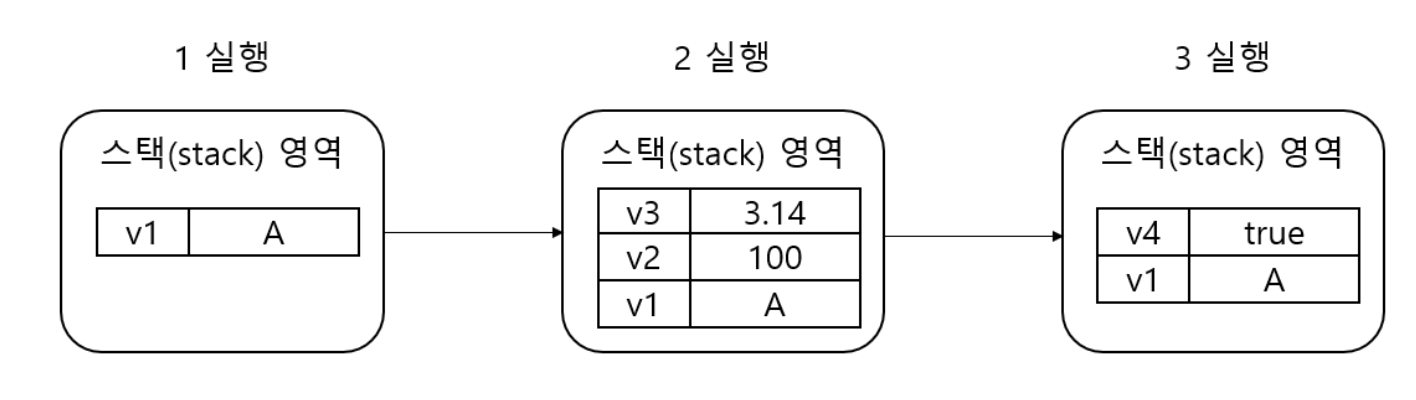 1 실행
스택(stack) 영역
v1 A
2 실행
스택(stack) 영역
v3 3.14
v2 100
v1 A
3 실행
스택(stack) 영역
v4 true
v1 A